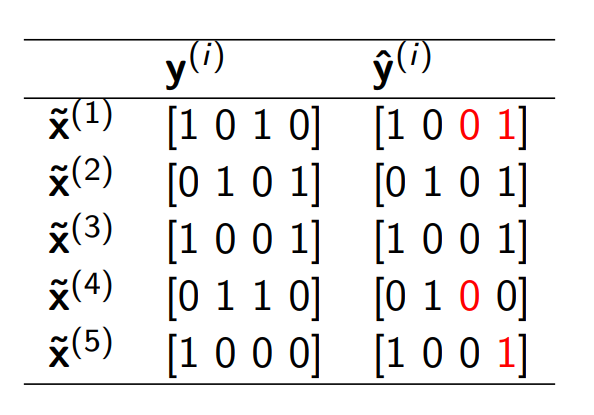 y^(i) ŷ^(i)
x̃^(1) [1 0 1 0] [1 0 0 1]
x̃^(2) [0 1 0 1] [0 1 0 1]
x̃^(3) [1 0 0 1] [1 0 0 1]
x̃^(4) [0 1 1 0] [0 1 0 0]
x̃^(5) [1 0 0 0] [1 0 0 1]